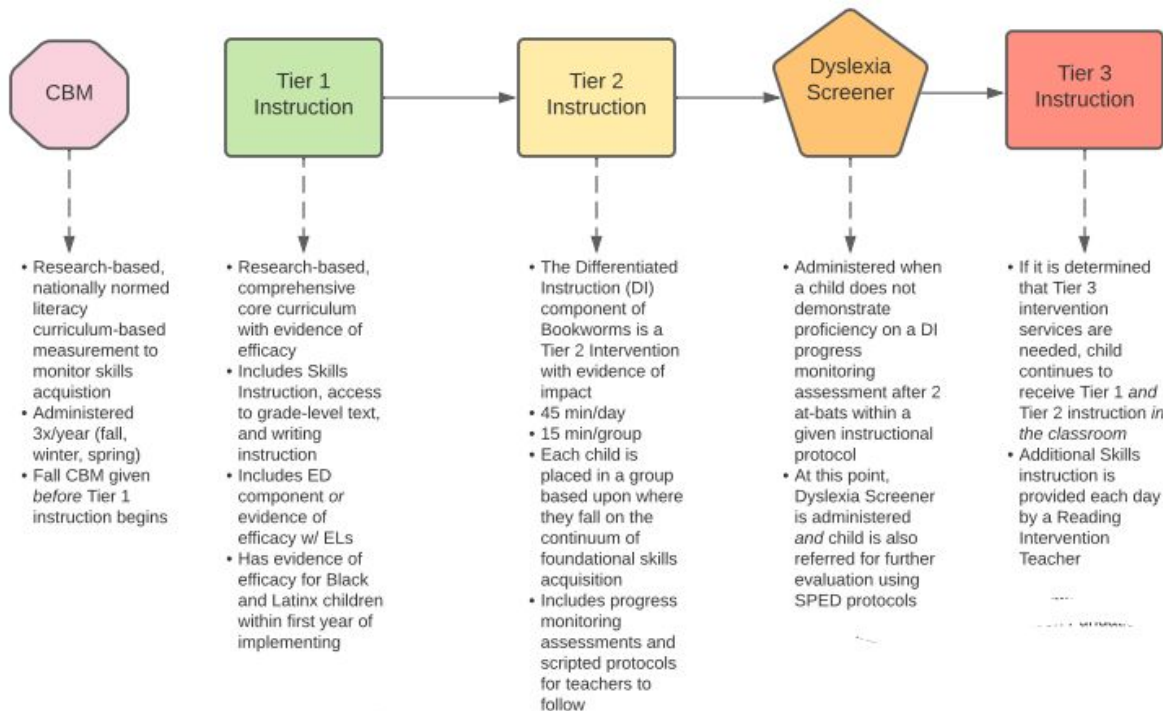 CBM
Tier 1
Instruction
Tier 2
Instruction
Dyslexia
Screener
Tier 3
Instruction
• Research-based,
nationally normed
literacy
curriculum-based
measurement to
monitor skills
acquistion
• Administered
3x/year (fall,
winter, spring)
• Fall CBM given
before Tier 1
instruction begins
• Research-based,
comprehensive
core curriculum
with evidence of
efficacy
• Includes Skills
Instruction, access
to grade-level text,
and writing
instruction
• Includes ED
component or
evidence of
efficacy w/ ELs
• Has evidence of
efficacy for Black
and Latinx children
within first year of
implementing
• The Differentiated
Instruction (DI)
component of
Bookworms is a
Tier 2 Intervention
with evidence of
impact
• 45 min/day
• 15 min/group
• Each child is
placed in a group
based upon where
they fall on the
continuum of
foundational skills
acquisition
• Includes progress
monitoring
assessments and
scripted protocols
for teachers to
follow
• Administered when
a child does not
demonstrate
proficiency on a DI
progress
monitoring
assessment after 2
at-bats within a
given instructional
protocol
• At this point,
Dyslexia Screener
is administered
and child is also
referred for further
evaluation using
SPED protocols
• If it is determined
that Tier 3
intervention
services are
needed, child
continues to
receive Tier 1 and
Tier 2 instruction in
the classroom
• Additional Skills
instruction is
provided each day
by a Reading
Intervention
Teacher